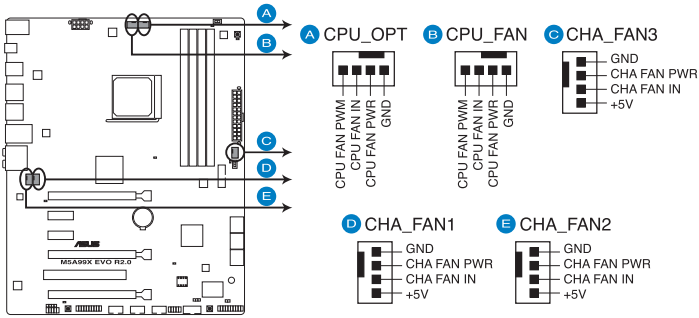 A
B
C
D
E
ASUS
M5A99X EVO R2.0
A CPU_OPT
CPU FAN PWM
CPU FAN IN
CPU FAN PWR
GND
B CPU_FAN
CPU FAN PWM
CPU FAN IN
CPU FAN PWR
GND
C CHA_FAN3
GND
CHA FAN PWR
CHA FAN IN
+5V
D CHA_FAN1
GND
CHA FAN PWR
CHA FAN IN
+5V
E CHA_FAN2
GND
CHA FAN PWR
CHA FAN IN
+5V